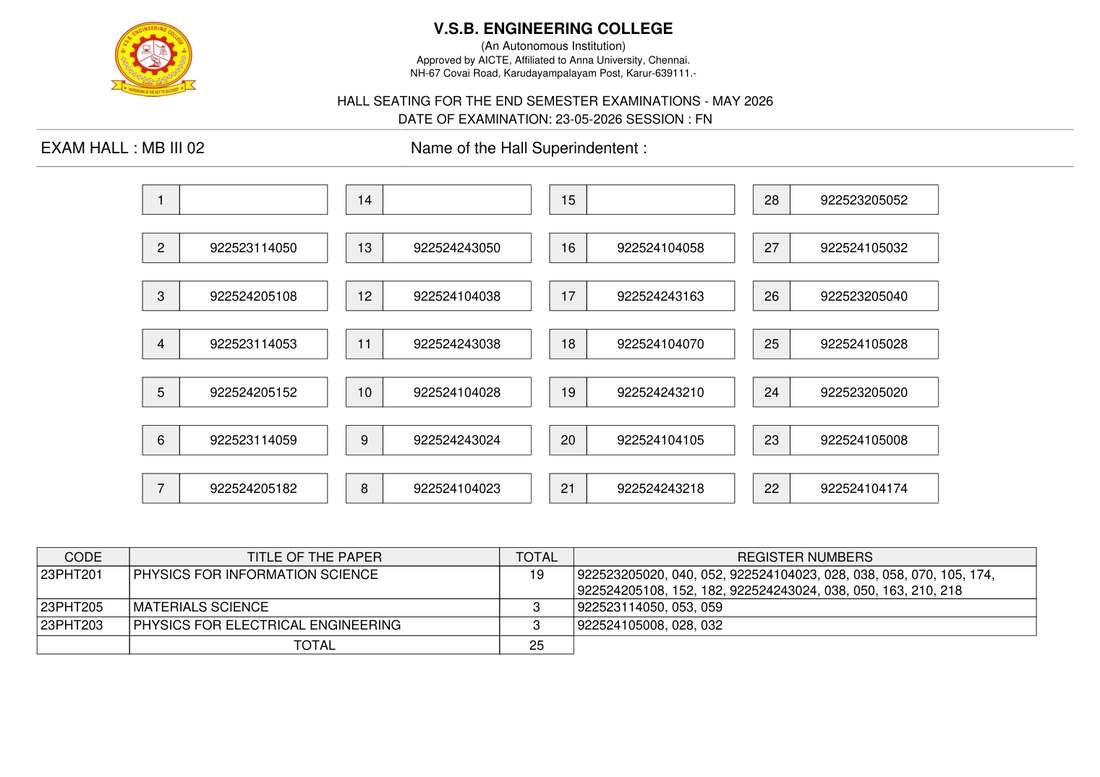 V.S.B. ENGINEERING COLLEGE
(An Autonomous Institution)
Approved by AICTE, Affiliated to Anna University, Chennai.
NH-67 Covai Road, Karudayampalayam Post, Karur-639111.-
HALL SEATING FOR THE END SEMESTER EXAMINATIONS - MAY 2026
DATE OF EXAMINATION: 23-05-2026 SESSION : FN
EXAM HALL : MB III 02 Name of the Hall Superindentent :
1 14 15 28 922523205052
2 922523114050 13 922524243050 16 922524104058 27 922524105032
3 922524205108 12 922524104038 17 922524243163 26 922523205040
4 922523114053 11 922524243038 18 922524104070 25 922524105028
5 922524205152 10 922524104028 19 922524243210 24 922523205020
6 922523114059 9 922524243024 20 922524104105 23 922524105008
7 922524205182 8 922524104023 21 922524243218 22 922524104174
CODE TITLE OF THE PAPER TOTAL REGISTER NUMBERS
23PHT201 PHYSICS FOR INFORMATION SCIENCE 19 922523205020, 040, 052, 922524104023, 028, 038, 058, 070, 105, 174,
922524205108, 152, 182, 922524243024, 038, 050, 163, 210, 218
23PHT205 MATERIALS SCIENCE 3 922523114050, 053, 059
23PHT203 PHYSICS FOR ELECTRICAL ENGINEERING 3 922524105008, 028, 032
TOTAL 25